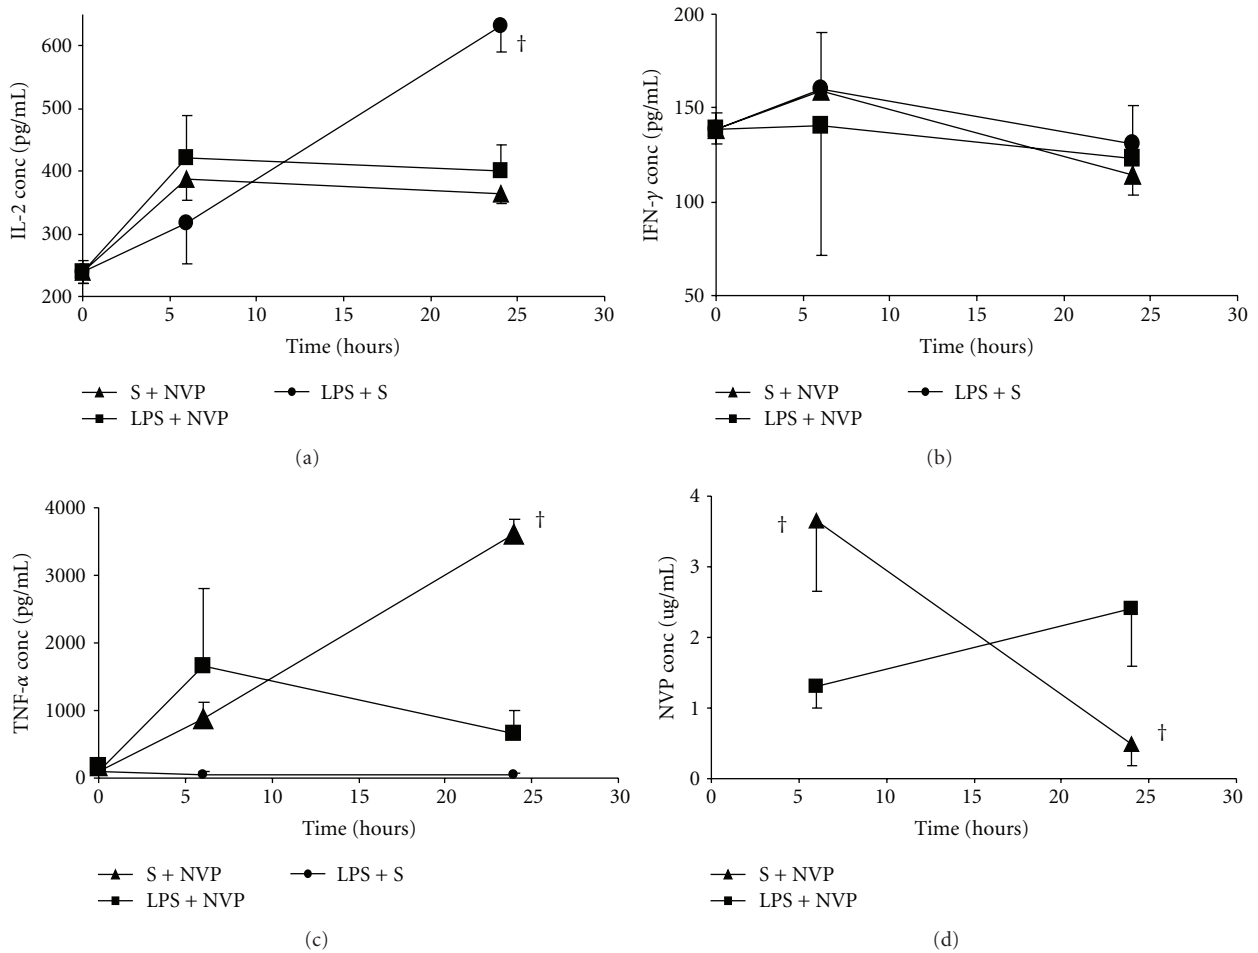 600
500
400
300
200
IL-2 conc (pg/mL)
†
0 5 10 15 20 25 30
Time (hours)
S + NVP LPS + S
LPS + NVP
(a)
200
150
100
50
IFN-γ conc (pg/mL)
0 5 10 15 20 25 30
Time (hours)
S + NVP LPS + S
LPS + NVP
(b)
4000
3000
2000
1000
0
TNF-α conc (pg/mL)
†
0 5 10 15 20 25 30
Time (hours)
S + NVP LPS + S
LPS + NVP
(c)
4
3
2
1
0
NVP conc (ug/mL)
†
†
0 5 10 15 20 25 30
Time (hours)
S + NVP
LPS + NVP
(d)